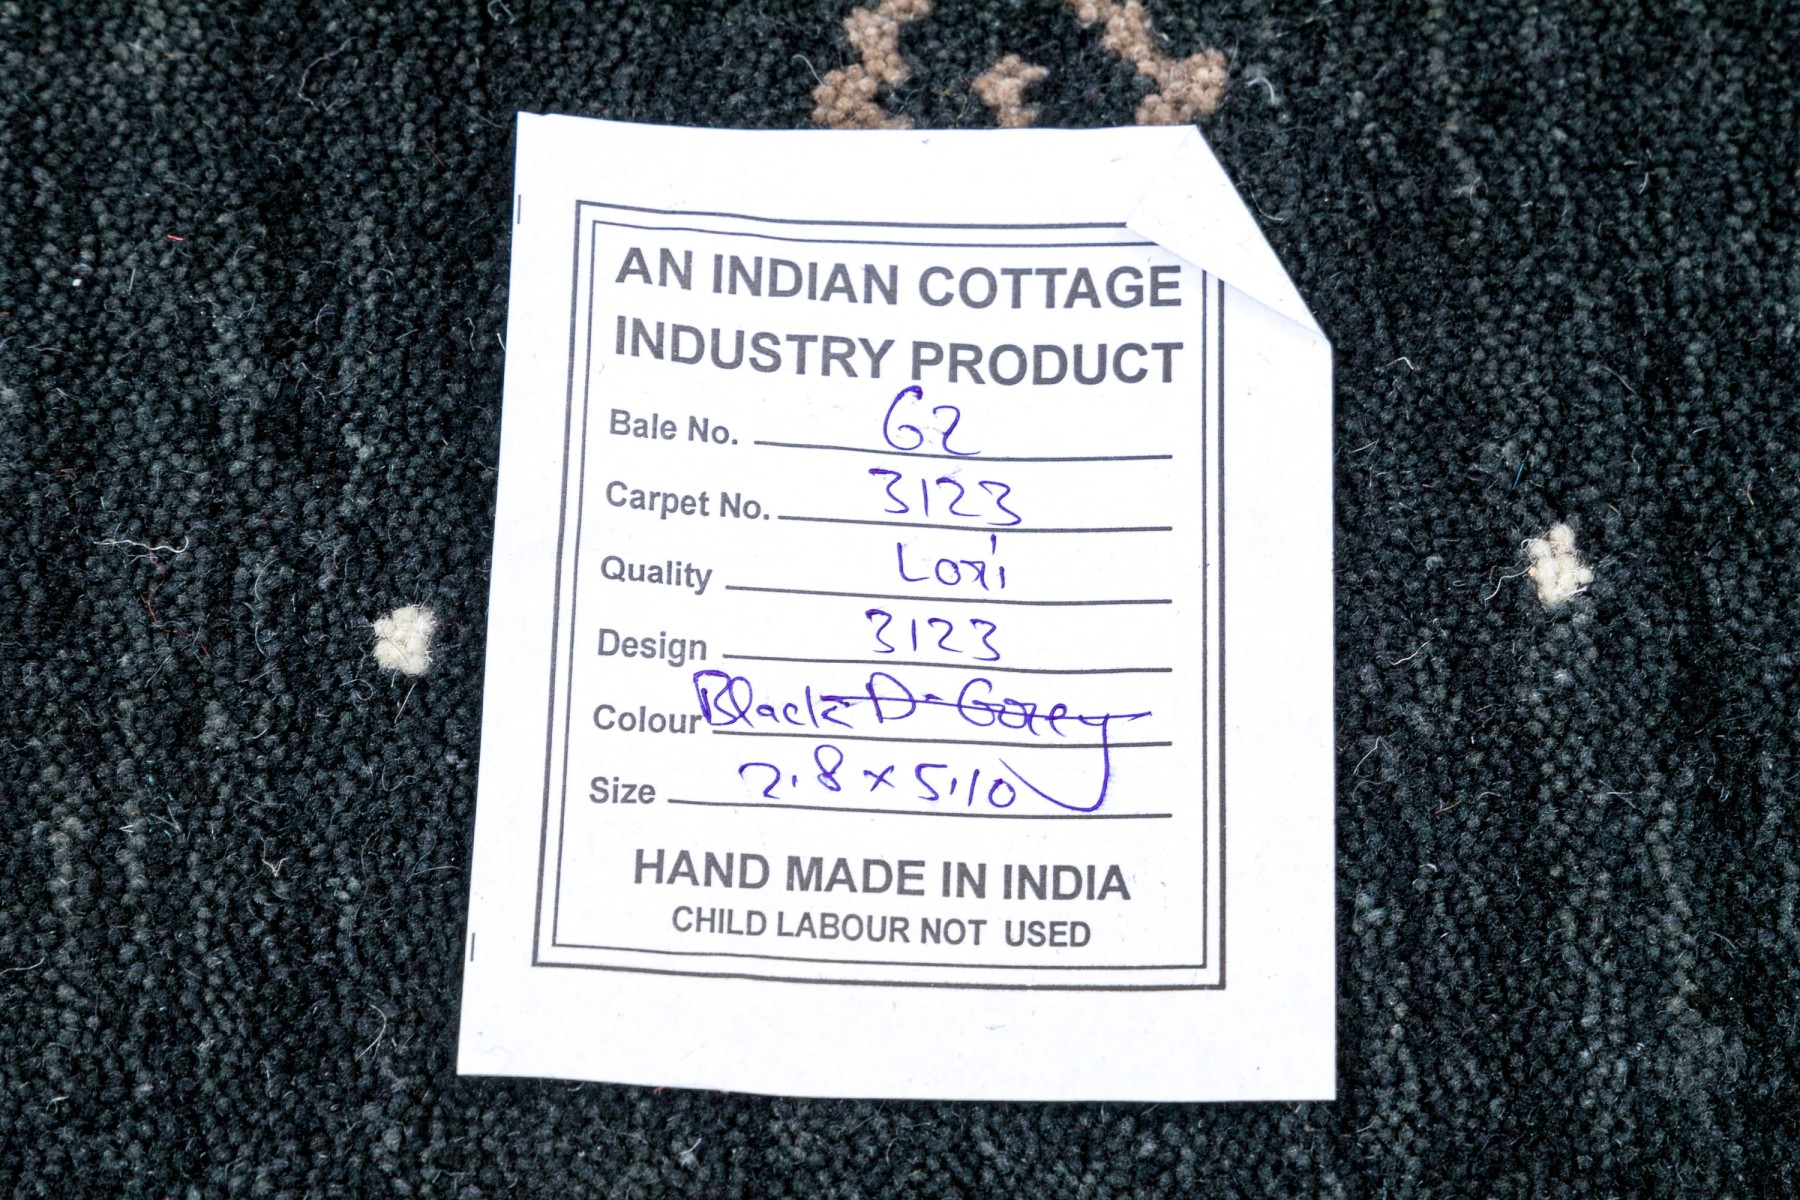 AN INDIAN COTTAGE
INDUSTRY PRODUCT
Bale No. 62
Carpet No. 3123
Quality Lori
Design 3123
Colour Black D-Grey
Size 2.8 x 5.10
HAND MADE IN INDIA
CHILD LABOUR NOT USED